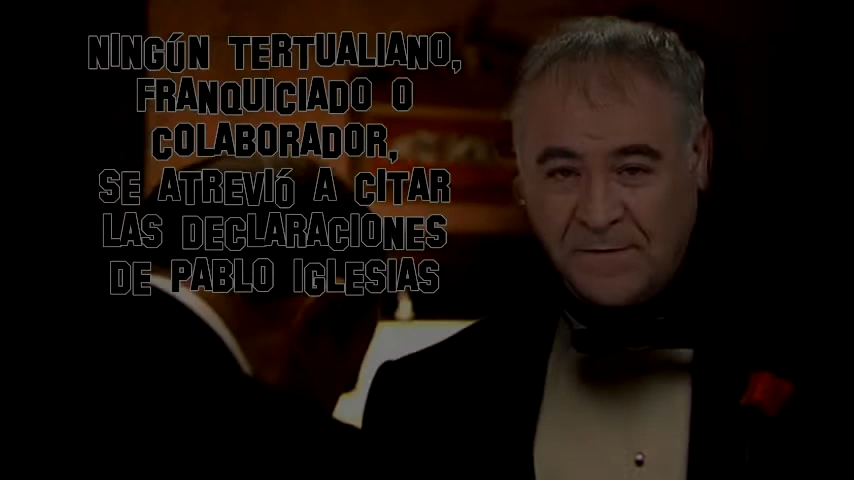 NINGÚN TERTUALIANO,
FRANQUICIADO O
COLABORADOR,
SE ATREVIÓ A CITAR
LAS DECLARACIONES
DE PABLO IGLESIAS